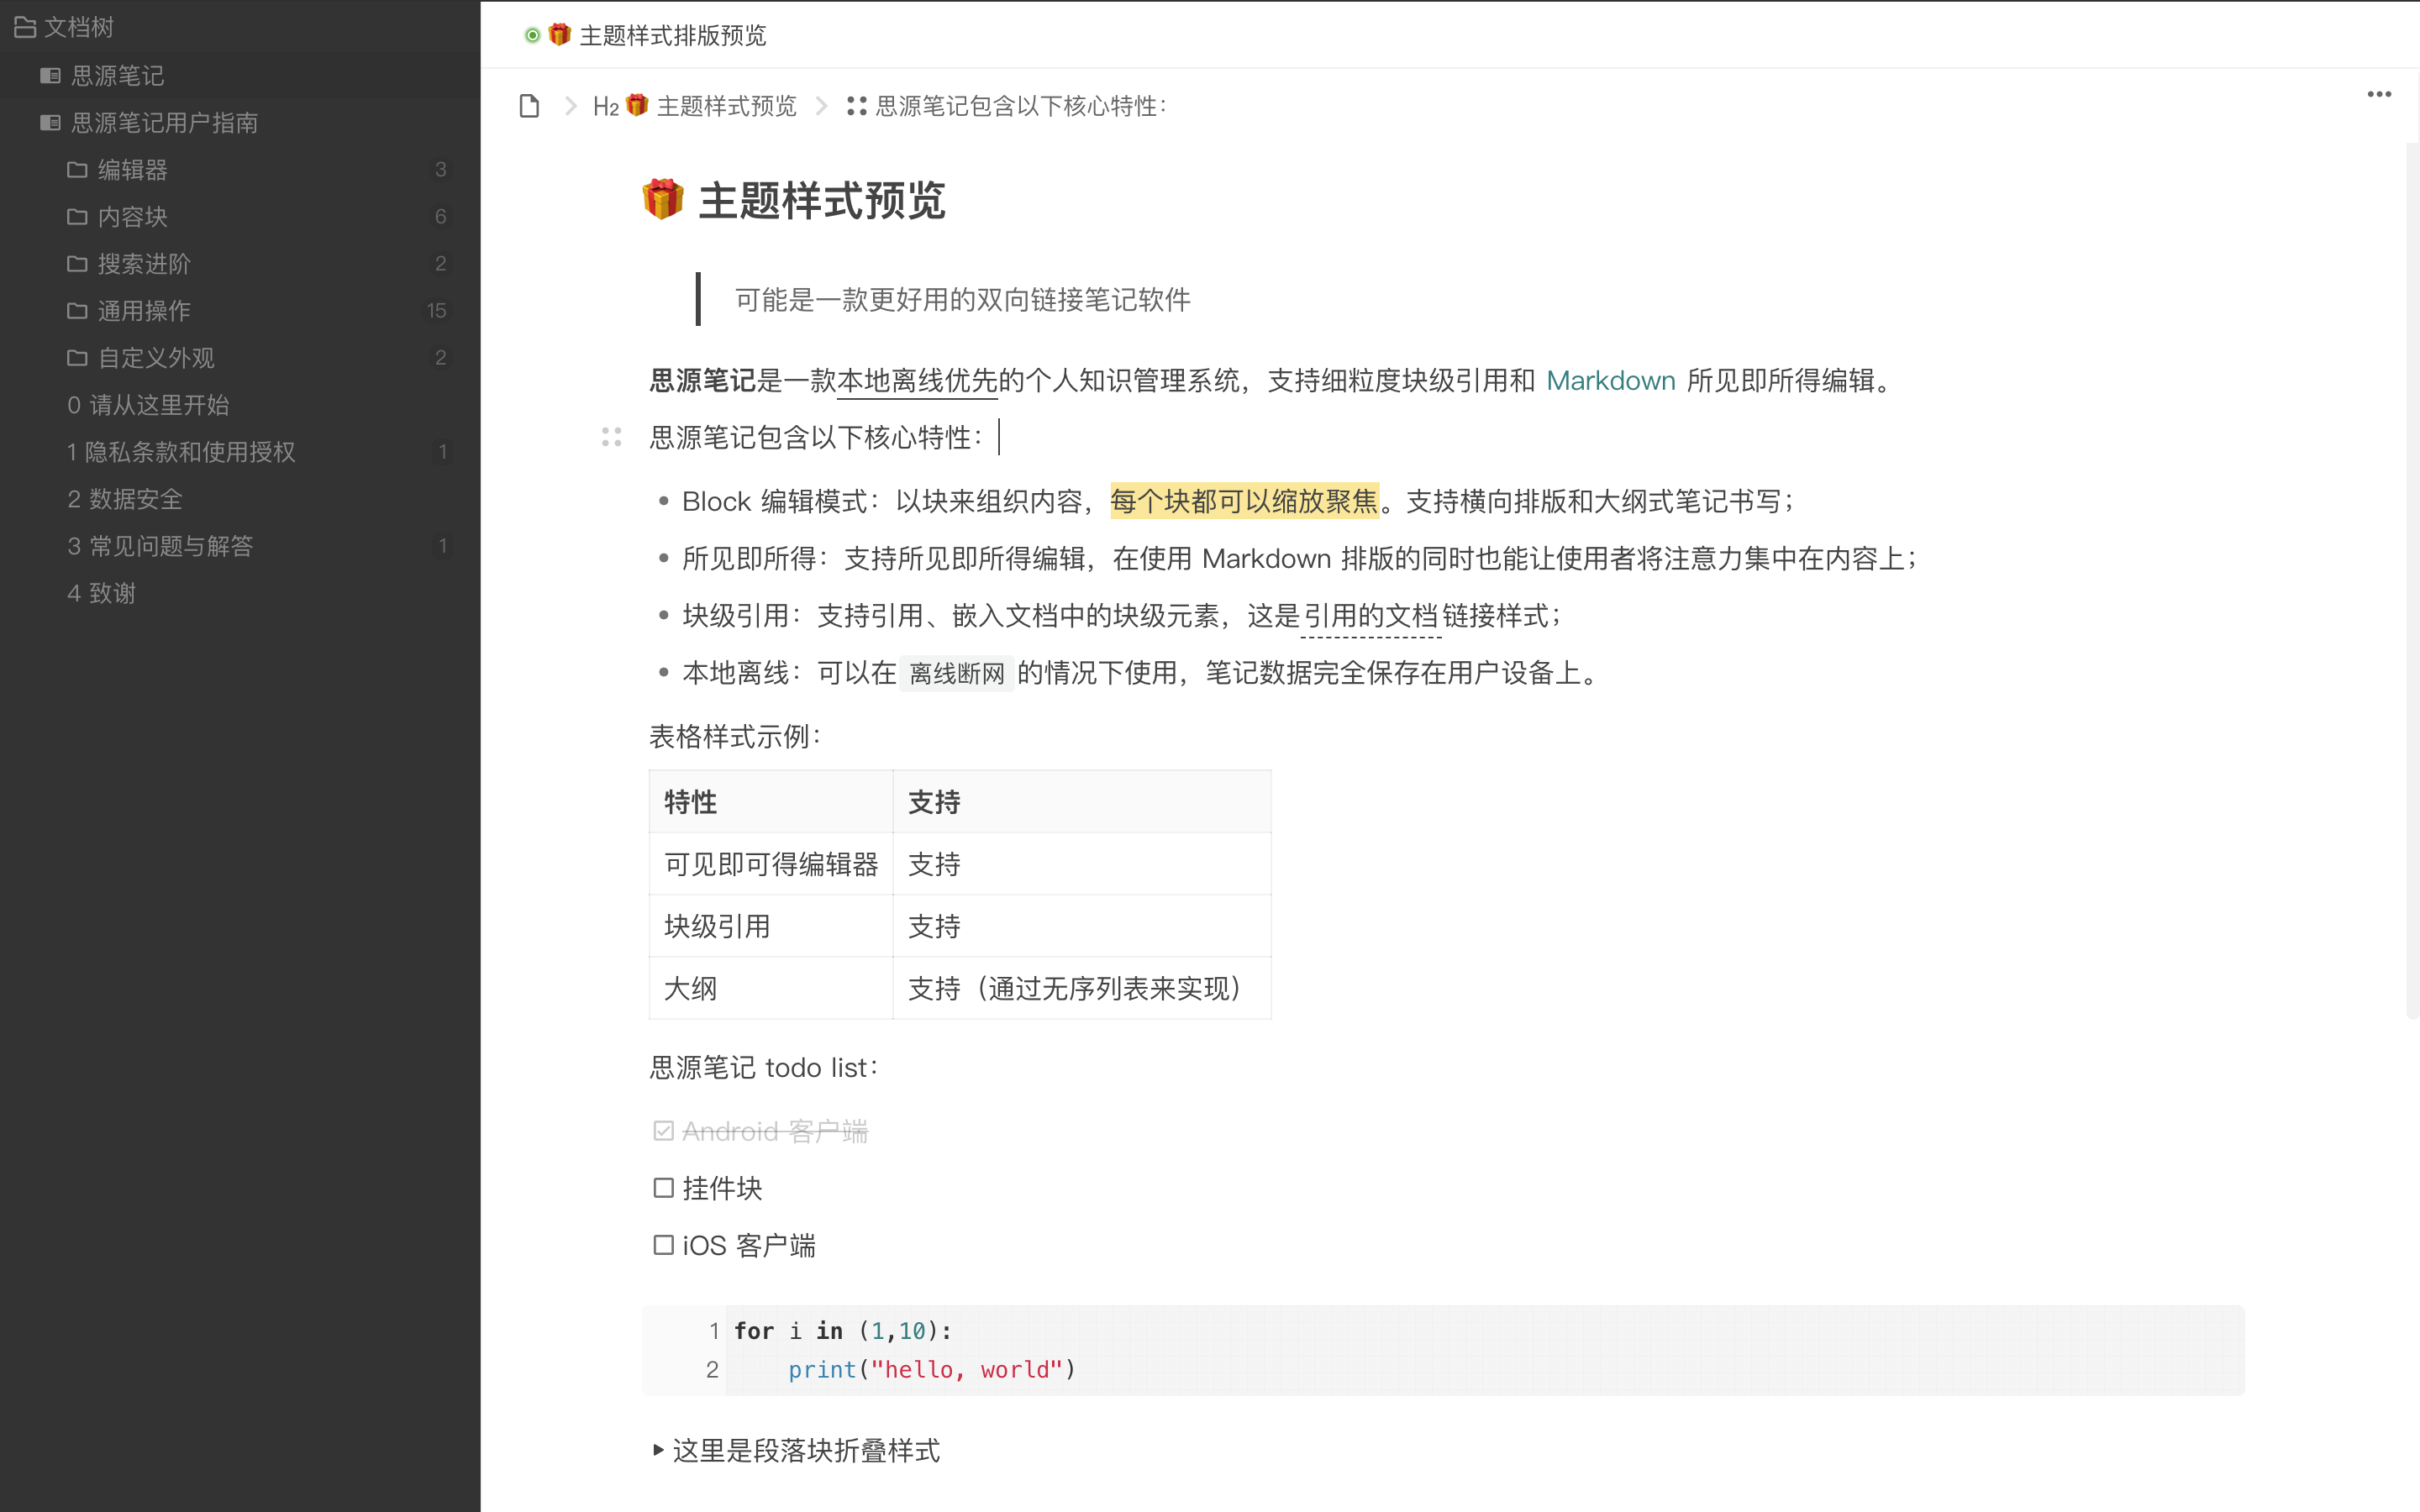 文档树
思源笔记
思源笔记用户指南
编辑器 3
内容块 6
搜索进阶 2
通用操作 15
自定义外观 2
0 请从这里开始
1 隐私条款和使用授权 1
2 数据安全
3 常见问题与解答 1
4 致谢
主题样式排版预览
H2 主题样式预览 思源笔记包含以下核心特性：
主题样式预览
可能是一款更好用的双向链接笔记软件
思源笔记是一款本地离线优先的个人知识管理系统，支持细粒度块级引用和 Markdown 所见即所得编辑。
思源笔记包含以下核心特性：
Block 编辑模式：以块来组织内容，每个块都可以缩放聚焦。支持横向排版和大纲式笔记书写；
所见即所得：支持所见即所得编辑，在使用 Markdown 排版的同时也能让使用者将注意力集中在内容上；
块级引用：支持引用、嵌入文档中的块级元素，这是引用的文档链接样式；
本地离线：可以在 离线断网 的情况下使用，笔记数据完全保存在用户设备上。
表格样式示例：
特性 支持
可见即可得编辑器 支持
块级引用 支持
大纲 支持（通过无序列表来实现）
思源笔记 todo list：
Android 客户端
挂件块
iOS 客户端
1 for i in (1,10):
2     print("hello, world")
这里是段落块折叠样式